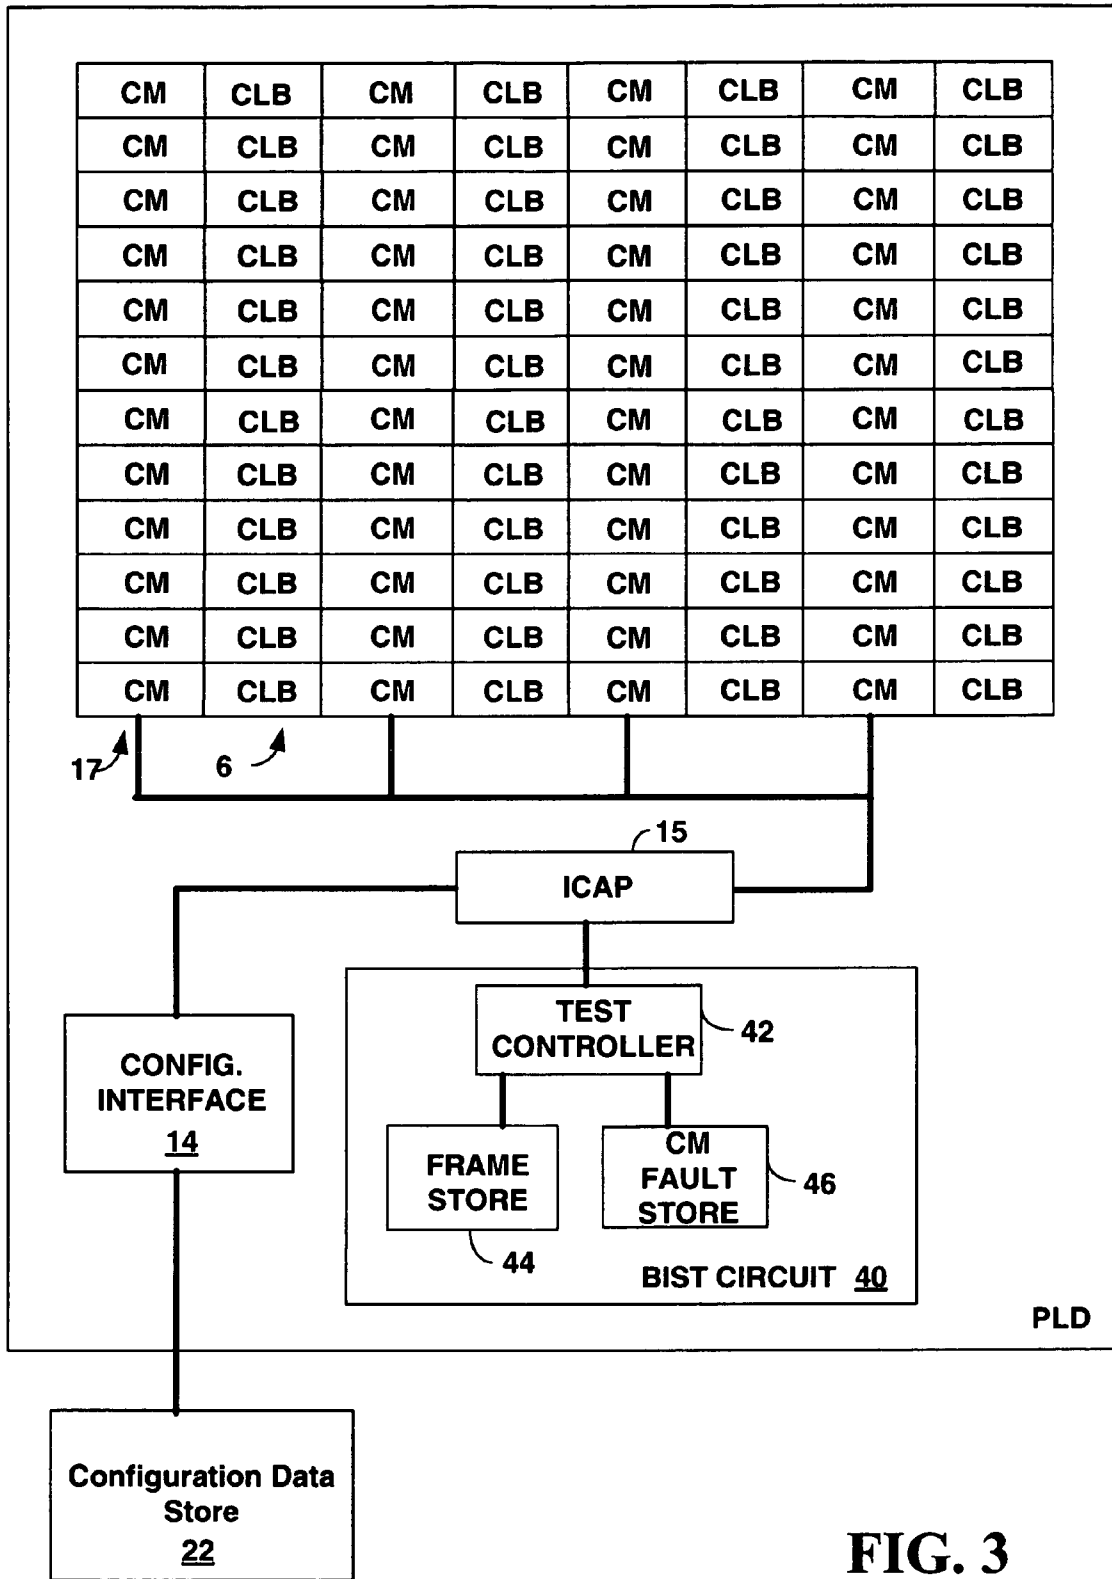 CM CLB CM CLB CM CLB CM CLB
CM CLB CM CLB CM CLB CM CLB
CM CLB CM CLB CM CLB CM CLB
CM CLB CM CLB CM CLB CM CLB
CM CLB CM CLB CM CLB CM CLB
CM CLB CM CLB CM CLB CM CLB
CM CLB CM CLB CM CLB CM CLB
CM CLB CM CLB CM CLB CM CLB
CM CLB CM CLB CM CLB CM CLB
CM CLB CM CLB CM CLB CM CLB
CM CLB CM CLB CM CLB CM CLB
CM CLB CM CLB CM CLB CM CLB
17 6
15
ICAP
TEST
CONTROLLER
42
CONFIG.
INTERFACE
14
FRAME
STORE
44
CM
FAULT
STORE
46
BIST CIRCUIT 40
PLD
Configuration Data
Store
22
FIG. 3